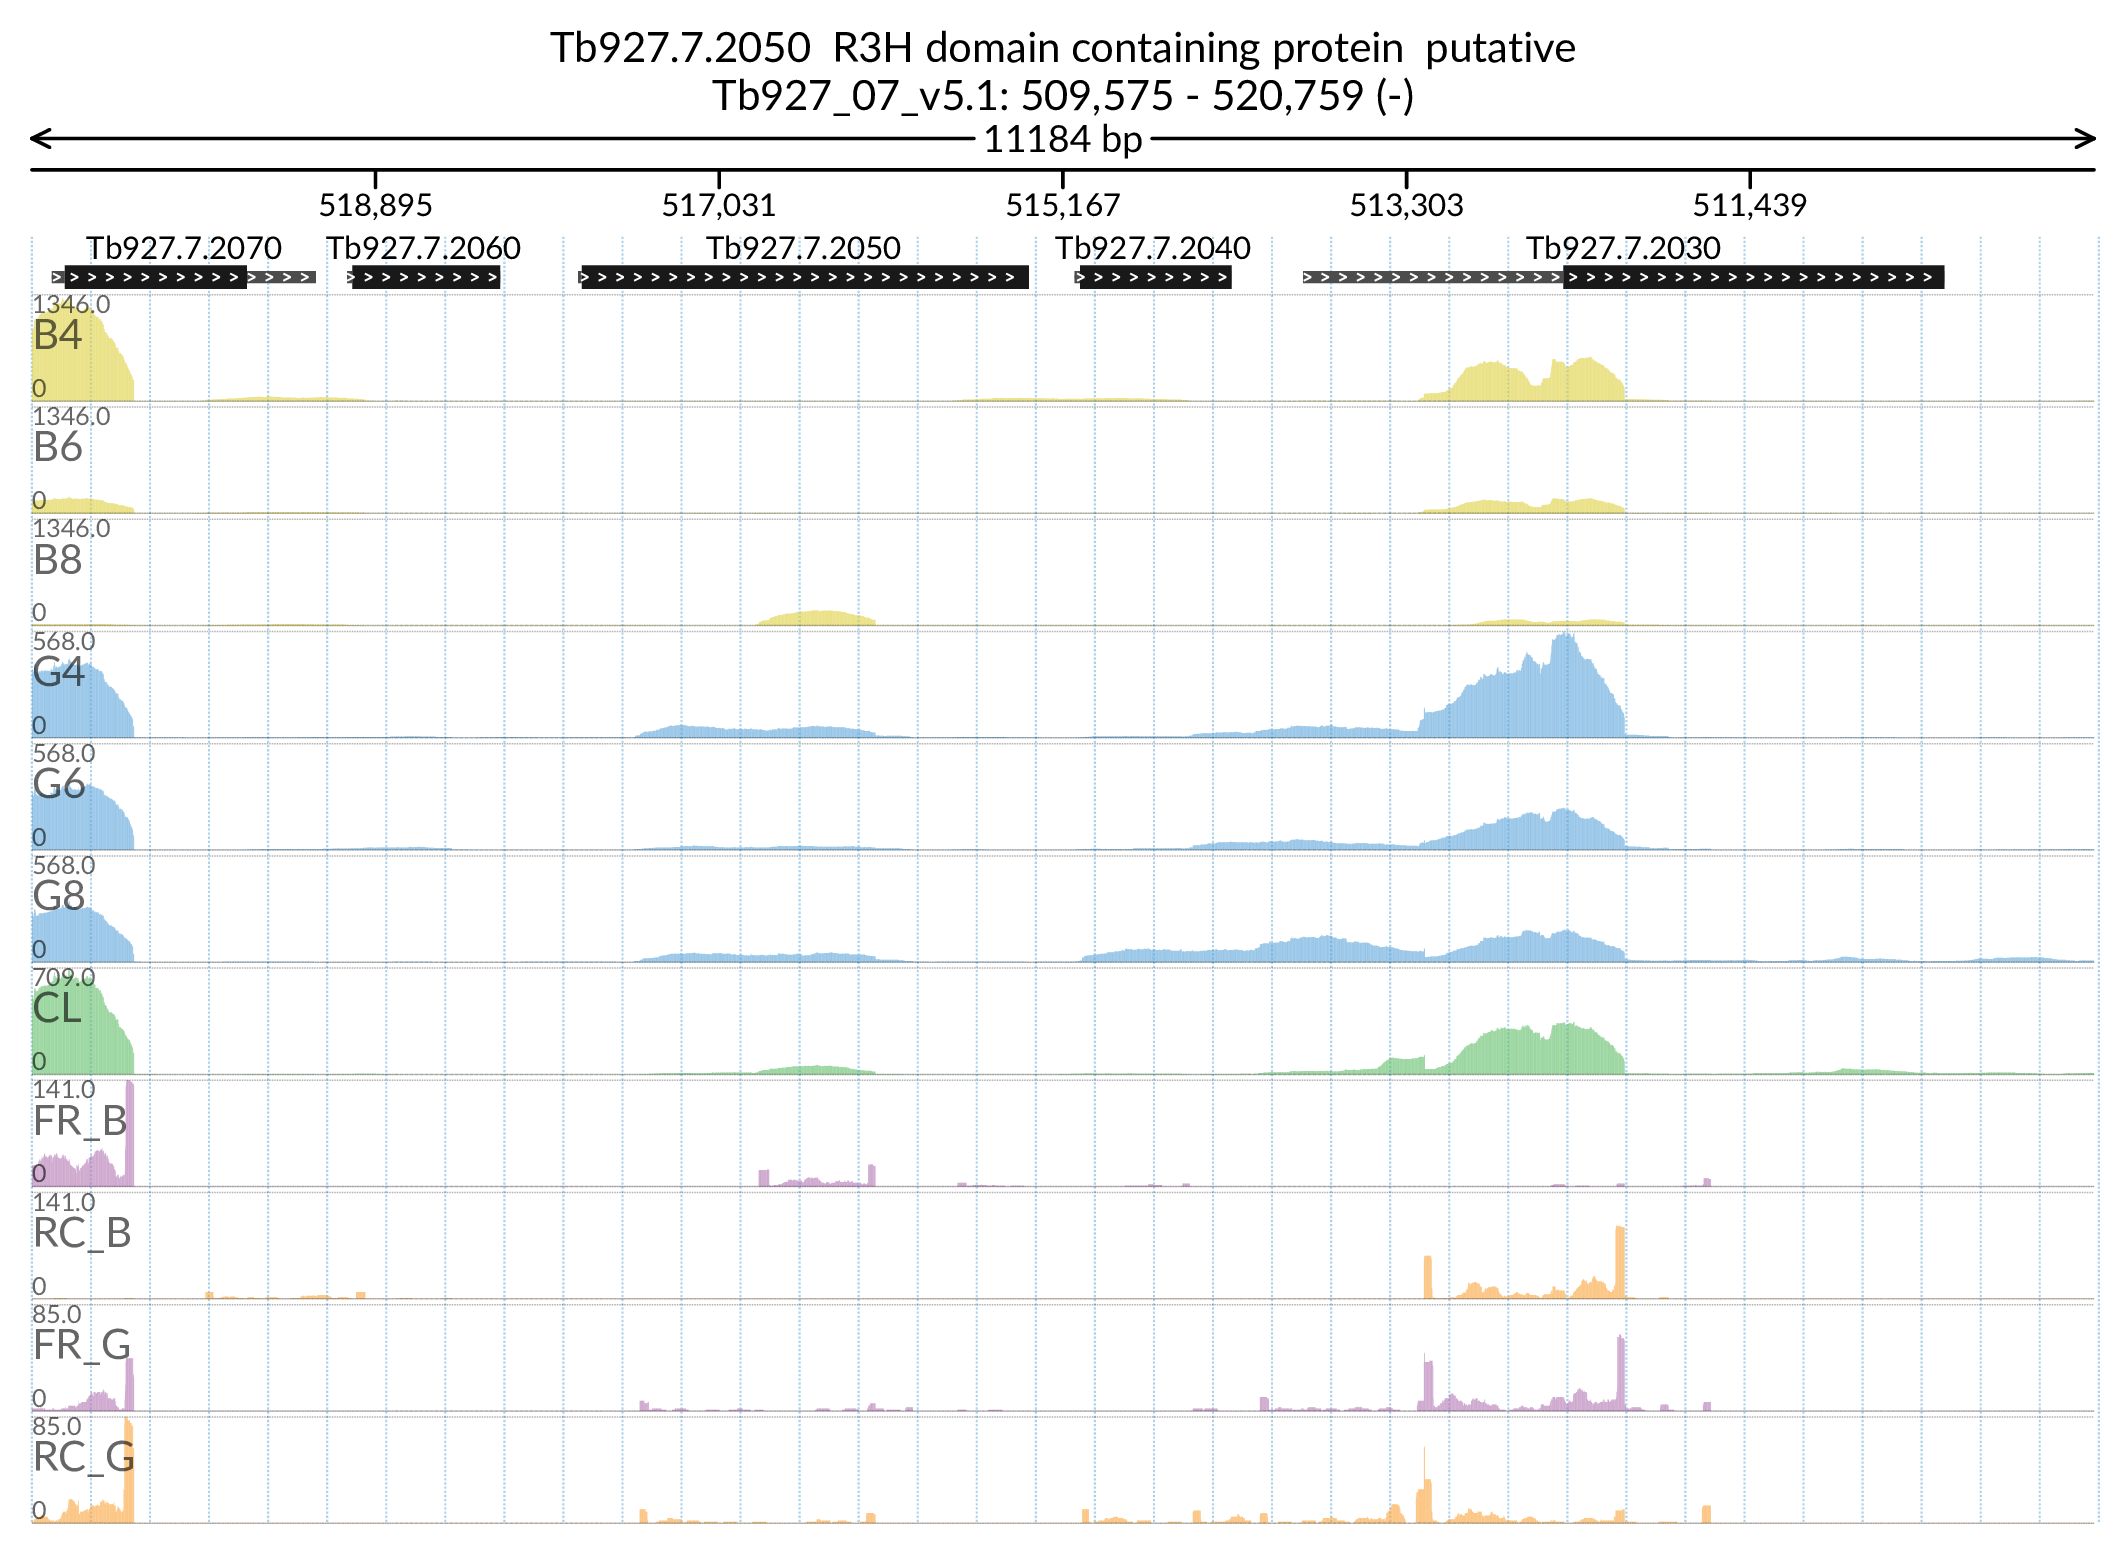 Tb927.7.2050  R3H domain containing protein  putative
Tb927_07_v5.1: 509,575 - 520,759 (-)
11184 bp
518,895 517,031 515,167 513,303 511,439
Tb927.7.2070 Tb927.7.2060 Tb927.7.2050 Tb927.7.2040 Tb927.7.2030
1346.0
B4
0
1346.0
B6
0
1346.0
B8
0
568.0
G4
0
568.0
G6
0
568.0
G8
0
709.0
CL
0
141.0
FR_B
0
141.0
RC_B
0
85.0
FR_G
0
85.0
RC_G
0